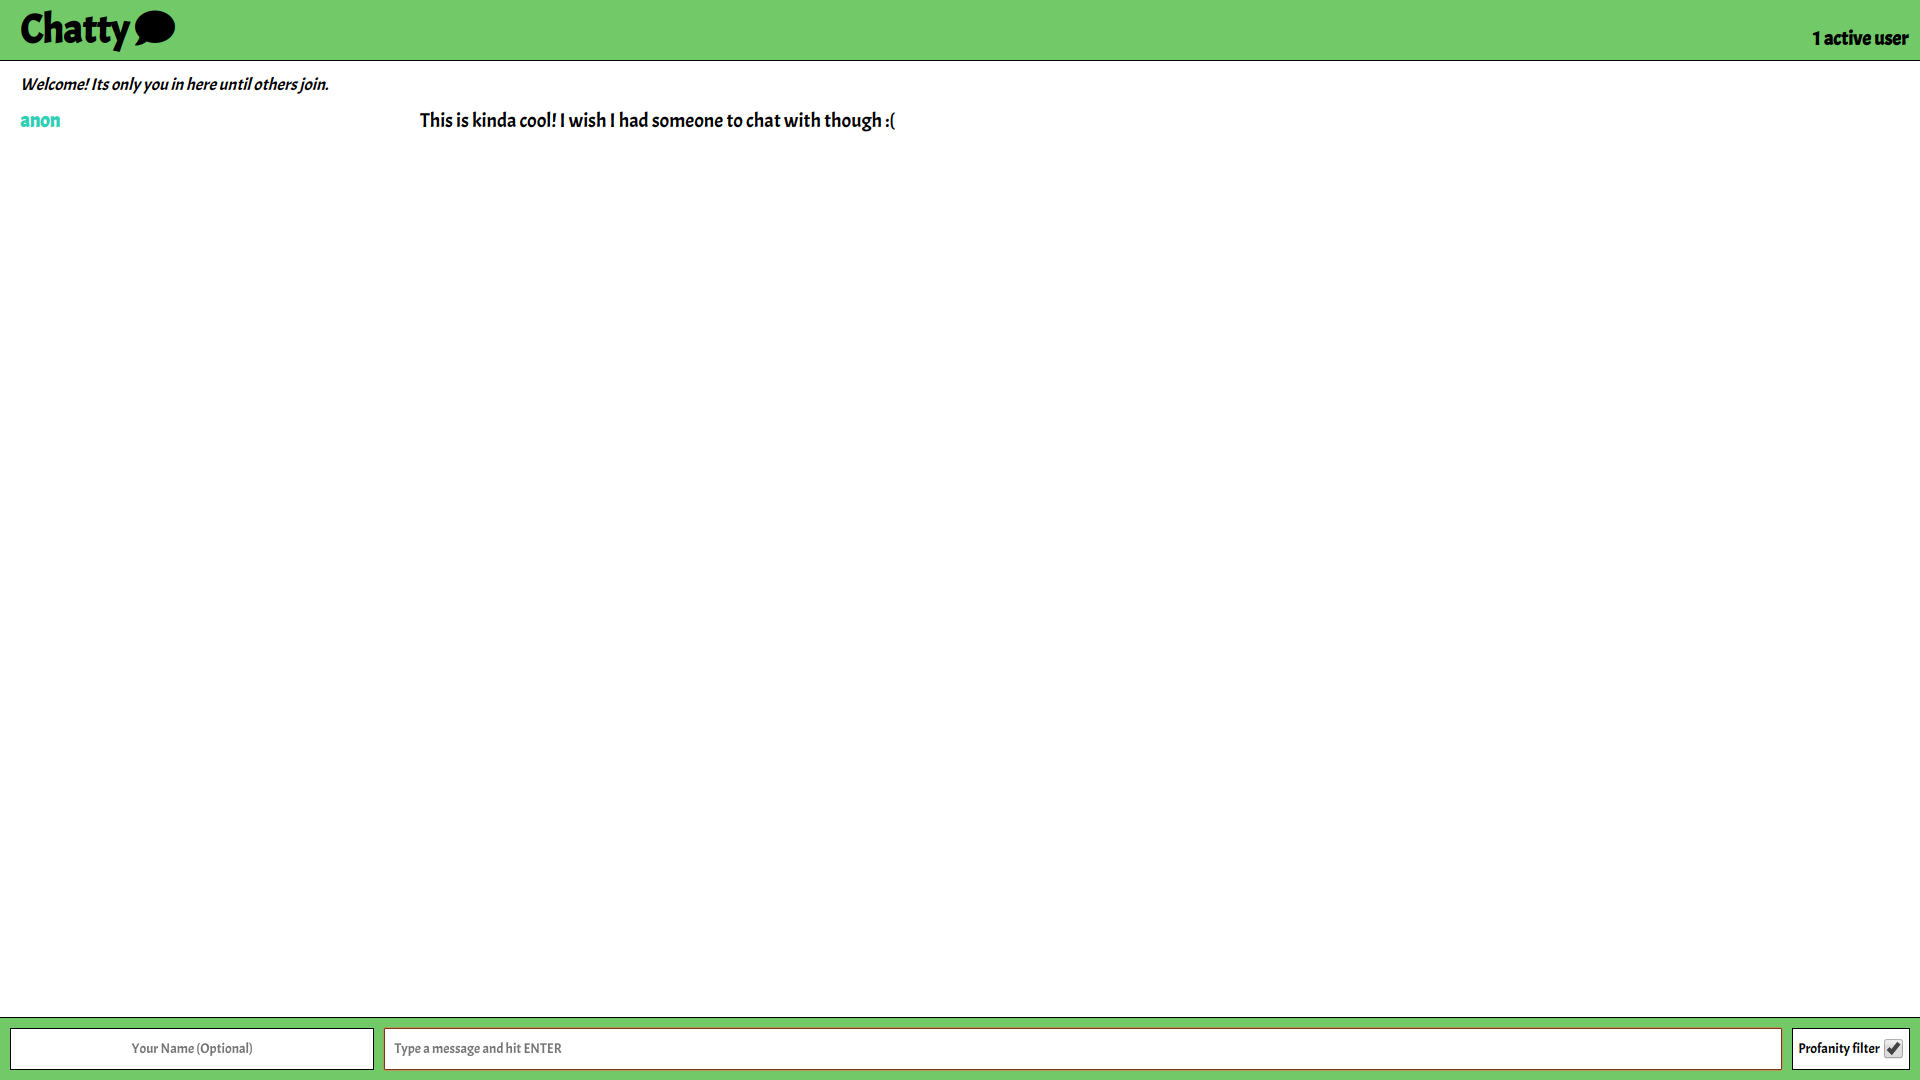 Chatty
1 active user
Welcome! Its only you in here until others join.
anon This is kinda cool! I wish I had someone to chat with though :(
Your Name (Optional) Type a message and hit ENTER Profanity filter